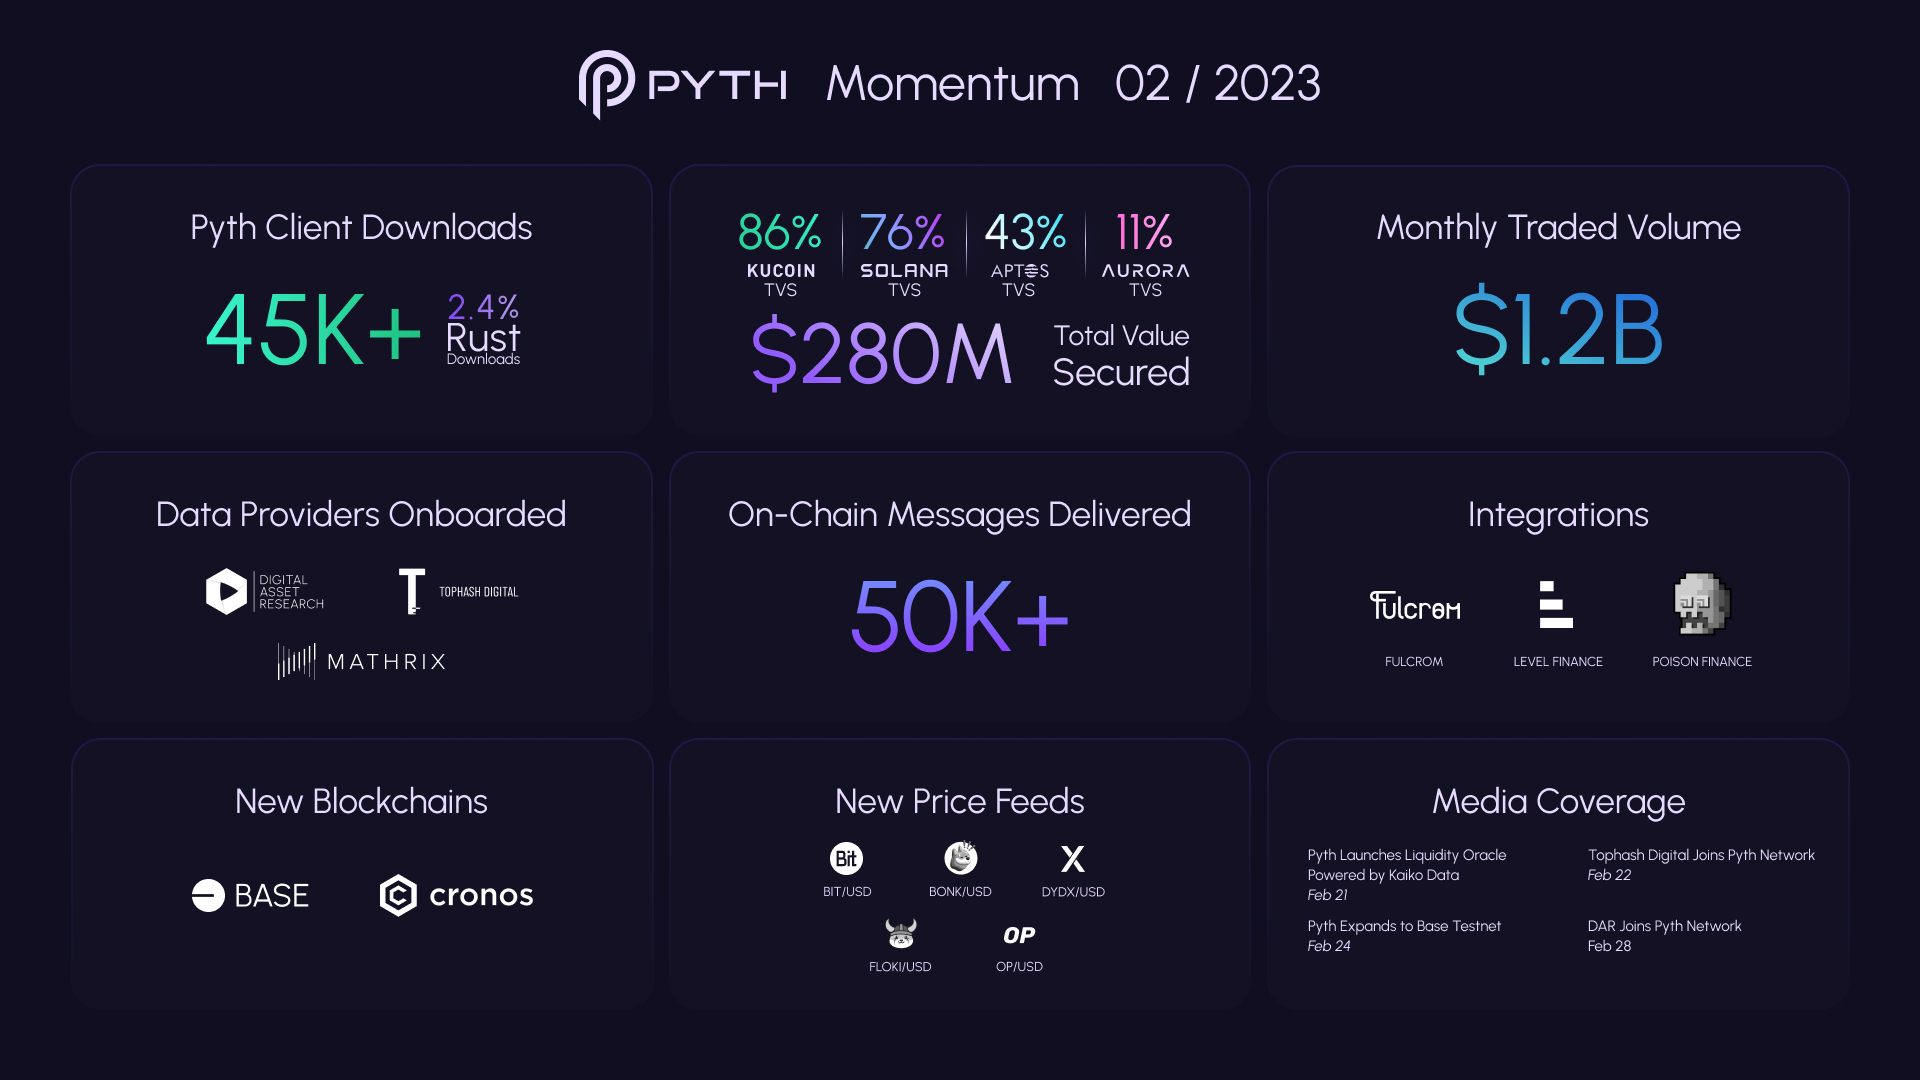 PYTH Momentum 02 / 2023
Pyth Client Downloads
45K+
2.4%
Rust
Downloads
86% 76% 43% 11%
KUCOIN SOLANA APTOS AURORA
TVS TVS TVS TVS
$280M
Total Value
Secured
Monthly Traded Volume
$1.2B
Data Providers Onboarded
DIGITAL
ASSET
RESEARCH
TOPHASH DIGITAL
MATHRIX
On-Chain Messages Delivered
50K+
Integrations
Fulcrom
FULCROM LEVEL FINANCE POISON FINANCE
New Blockchains
BASE cronos
New Price Feeds
Bit
BIT/USD BONK/USD DYDX/USD
OP
FLOKI/USD OP/USD
Media Coverage
Pyth Launches Liquidity Oracle
Powered by Kaiko Data
Feb 21
Tophash Digital Joins Pyth Network
Feb 22
Pyth Expands to Base Testnet
Feb 24
DAR Joins Pyth Network
Feb 28